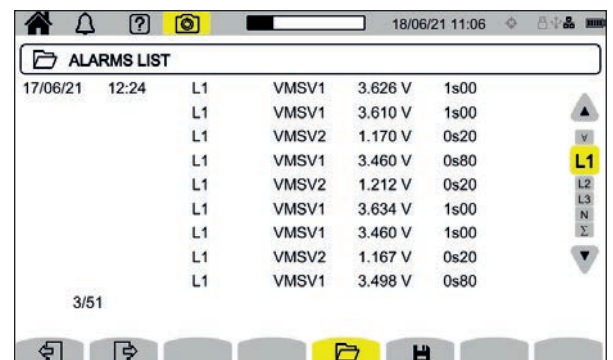 18/06/21 11:06
ALARMS LIST
17/06/21 12:24 L1 VMSV1 3.626 V 1s00
L1 VMSV1 3.610 V 1s00
L1 VMSV2 1.170 V 0s20
L1 VMSV1 3.460 V 0s80
L1 VMSV2 1.212 V 0s20
L1 VMSV1 3.634 V 1s00
L1 VMSV1 3.460 V 1s00
L1 VMSV2 1.167 V 0s20
L1 VMSV1 3.498 V 0s80
3/51
∀
L1
L2
L3
N
Σ